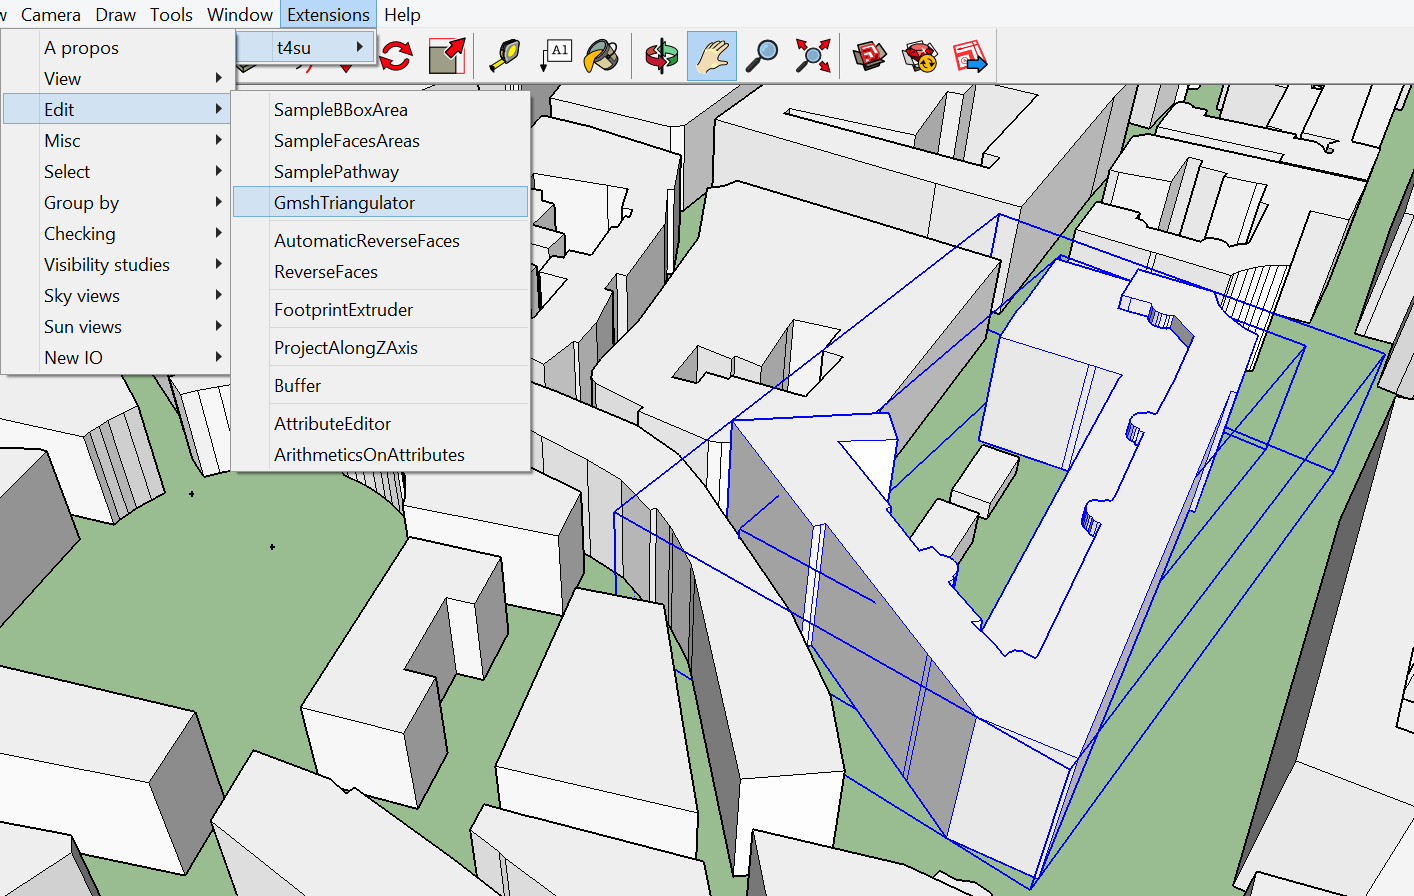 Camera Draw Tools Window Extensions Help
t4su
A1
A propos
View
Edit
Misc
Select
Group by
Checking
Visibility studies
Sky views
Sun views
New IO
SampleBBoxArea
SampleFacesAreas
SamplePathway
GmshTriangulator
AutomaticReverseFaces
ReverseFaces
FootprintExtruder
ProjectAlongZAxis
Buffer
AttributeEditor
ArithmeticsOnAttributes